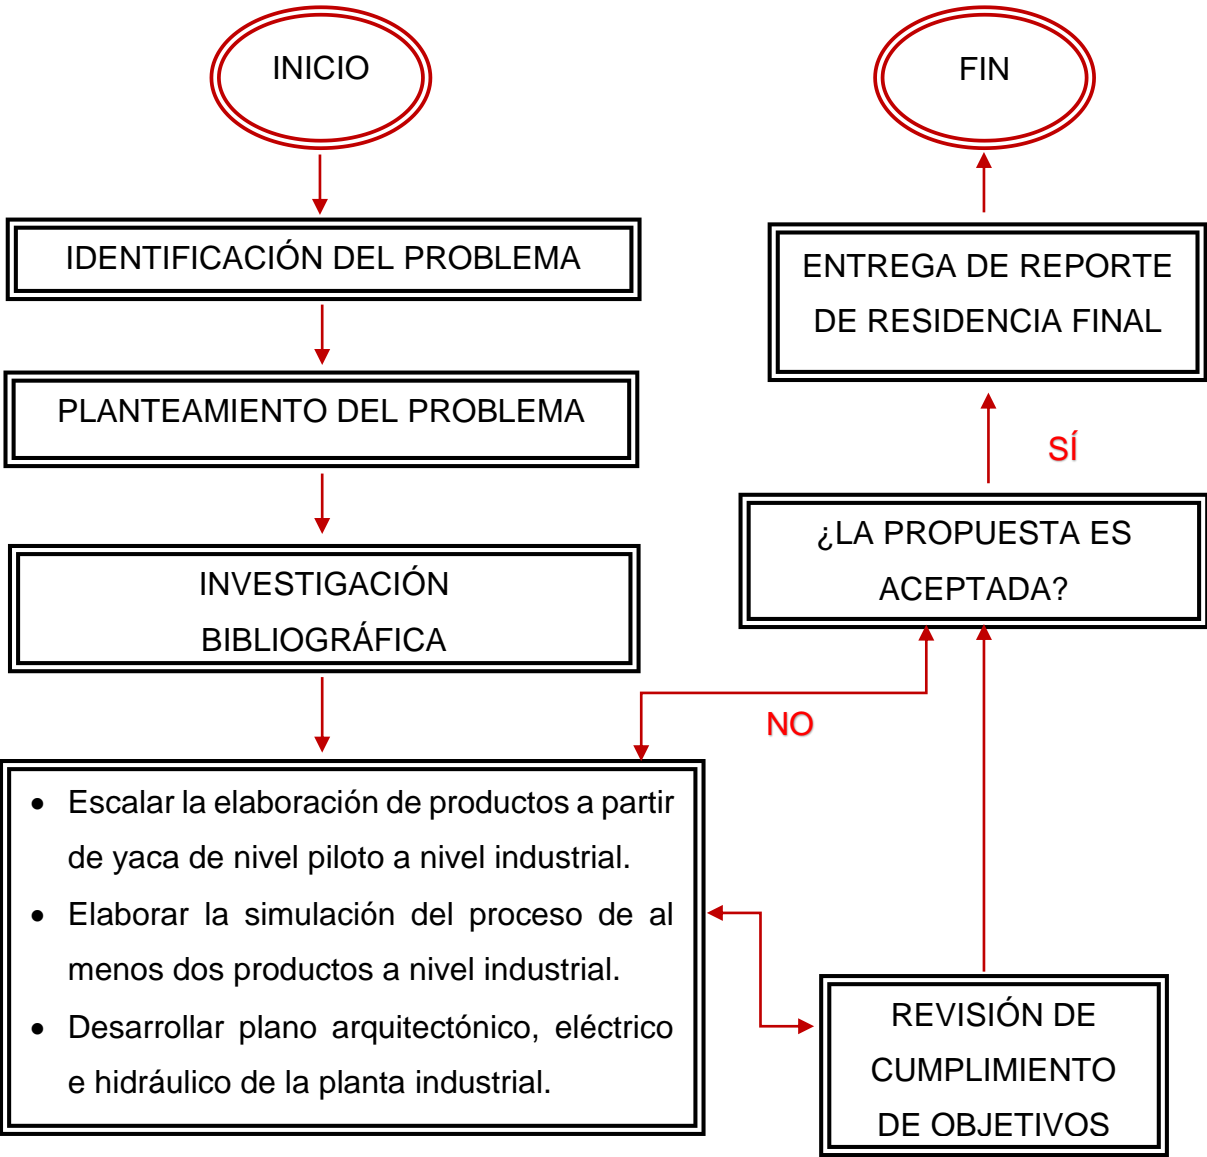 INICIO
IDENTIFICACIÓN DEL PROBLEMA
PLANTEAMIENTO DEL PROBLEMA
INVESTIGACIÓN
BIBLIOGRÁFICA
• Escalar la elaboración de productos a partir
de yaca de nivel piloto a nivel industrial.
• Elaborar la simulación del proceso de al
menos dos productos a nivel industrial.
• Desarrollar plano arquitectónico, eléctrico
e hidráulico de la planta industrial.
REVISIÓN DE
CUMPLIMIENTO
DE OBJETIVOS
¿LA PROPUESTA ES
ACEPTADA?
NO
SÍ
ENTREGA DE REPORTE
DE RESIDENCIA FINAL
FIN